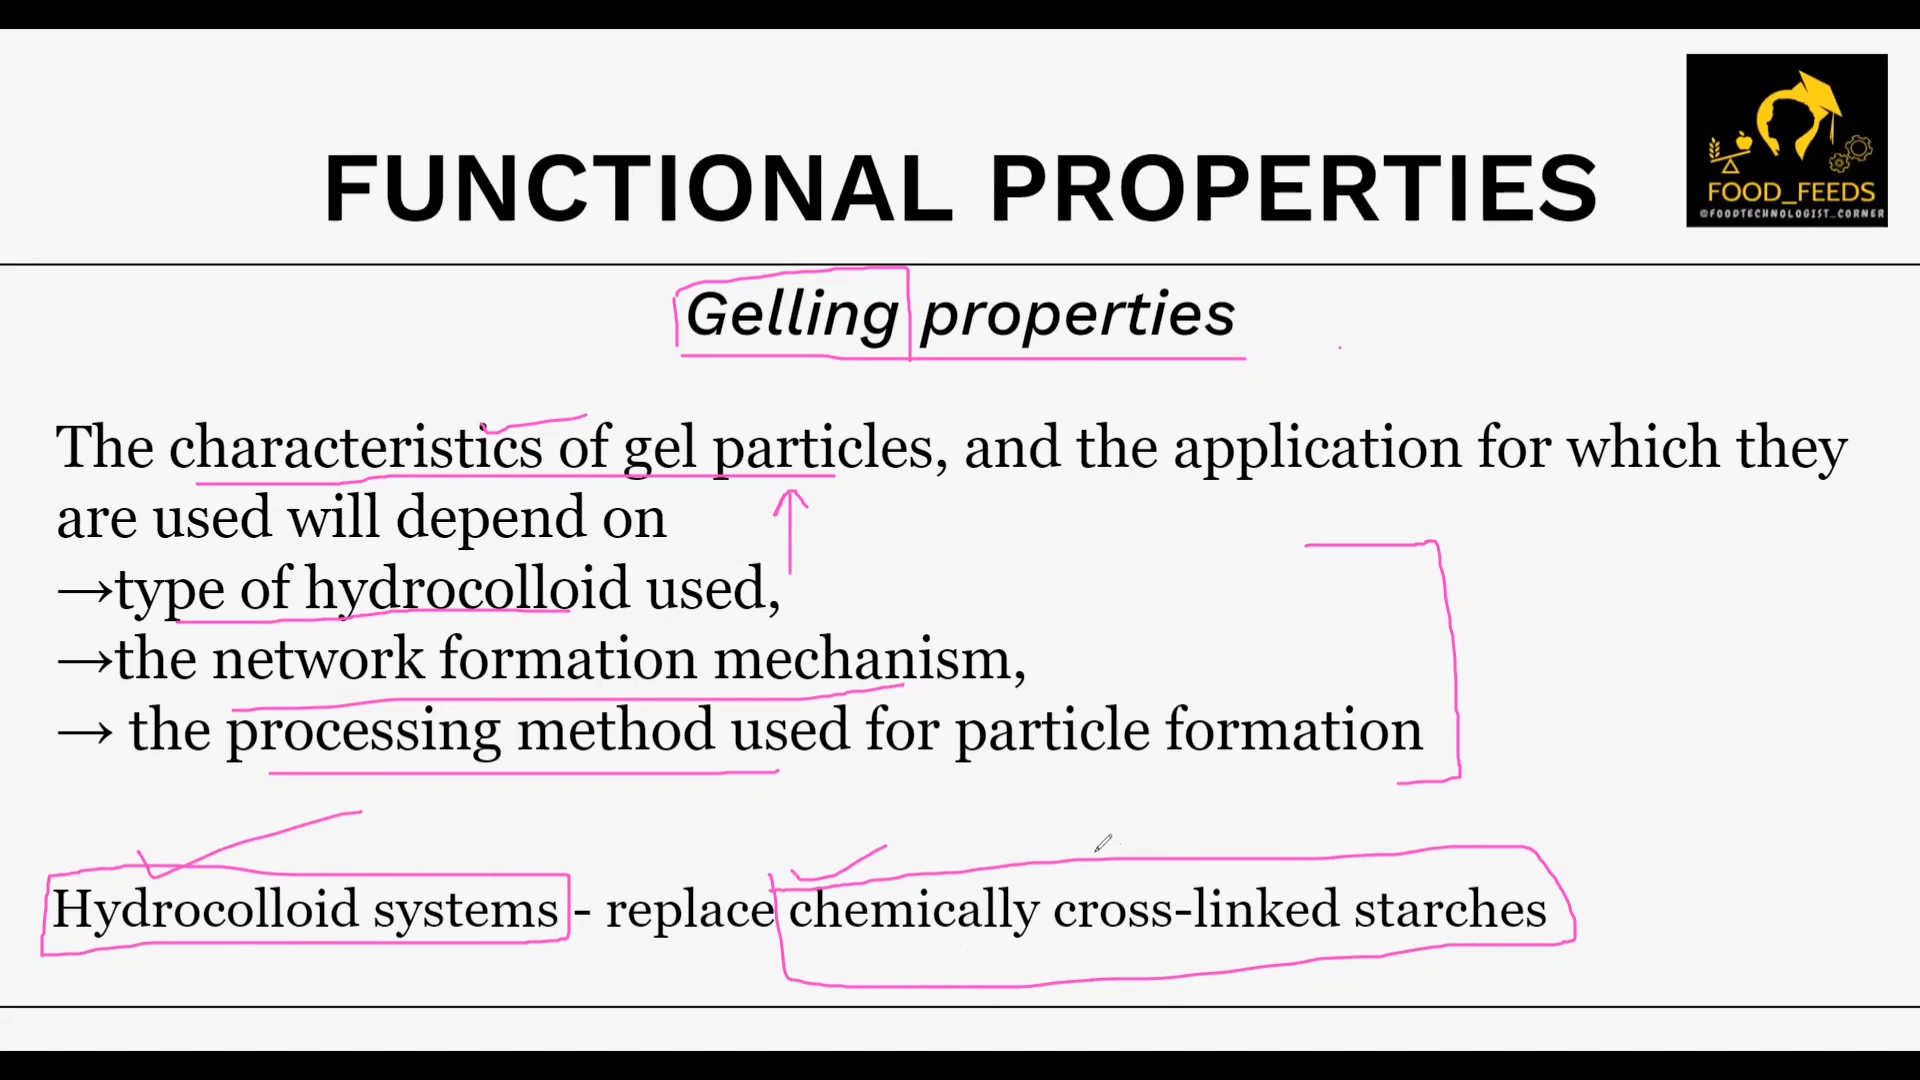 FOOD_FEEDS
@FOODTECHNOLOGIST_CORNER
FUNCTIONAL PROPERTIES
Gelling properties
The characteristics of gel particles, and the application for which they
are used will depend on
→type of hydrocolloid used,
→the network formation mechanism,
→ the processing method used for particle formation
Hydrocolloid systems - replace chemically cross-linked starches